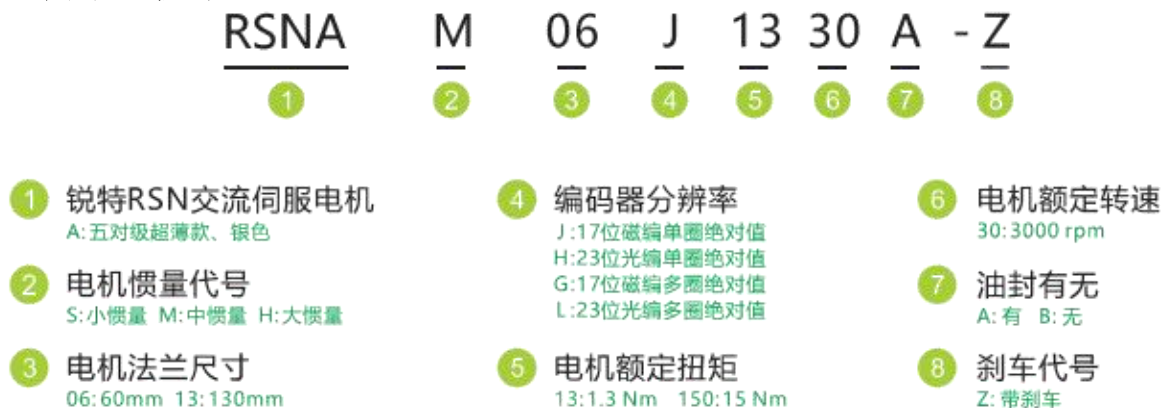 RSNA M 06 J 13 30 A - Z
1 2 3 4 5 6 7 8
1 锐特RSN交流伺服电机
A:五对级超薄款、银色
2 电机惯量代号
S:小惯量 M:中惯量 H:大惯量
3 电机法兰尺寸
06:60mm 13:130mm
4 编码器分辨率
J:17位磁编单圈绝对值
H:23位光编单圈绝对值
G:17位磁编多圈绝对值
L:23位光编多圈绝对值
5 电机额定扭矩
13:1.3 Nm 150:15 Nm
6 电机额定转速
30:3000 rpm
7 油封有无
A:有 B:无
8 刹车代号
Z:带刹车